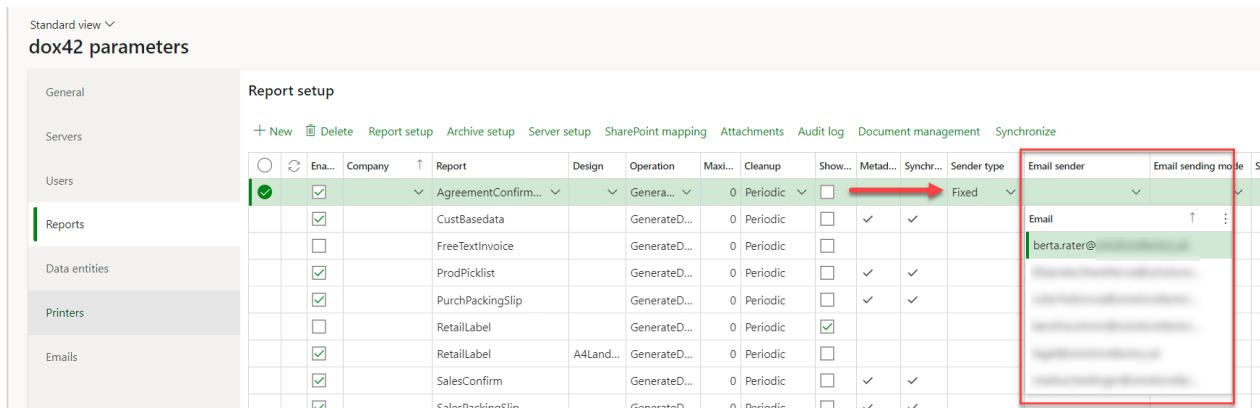 Standard view
dox42 parameters
General
Servers
Users
Reports
Data entities
Printers
Emails
Report setup
New Delete Report setup Archive setup Server setup SharePoint mapping Attachments Audit log Document management Synchronize
Ena... Company Report Design Operation Maxi... Cleanup Show... Metad... Synchr... Sender type Email sender Email sending mode S
AgreementConfirm... Genera... 0 Periodic Fixed
CustBasedata GenerateD... 0 Periodic
FreeTextInvoice GenerateD... 0 Periodic
ProdPicklist GenerateD... 0 Periodic
PurchPackingSlip GenerateD... 0 Periodic
RetailLabel GenerateD... 0 Periodic
RetailLabel A4Land... GenerateD... 0 Periodic
SalesConfirm GenerateD... 0 Periodic
SalesPackingSlip GenerateD... 0 Periodic
Email
berta.rater@